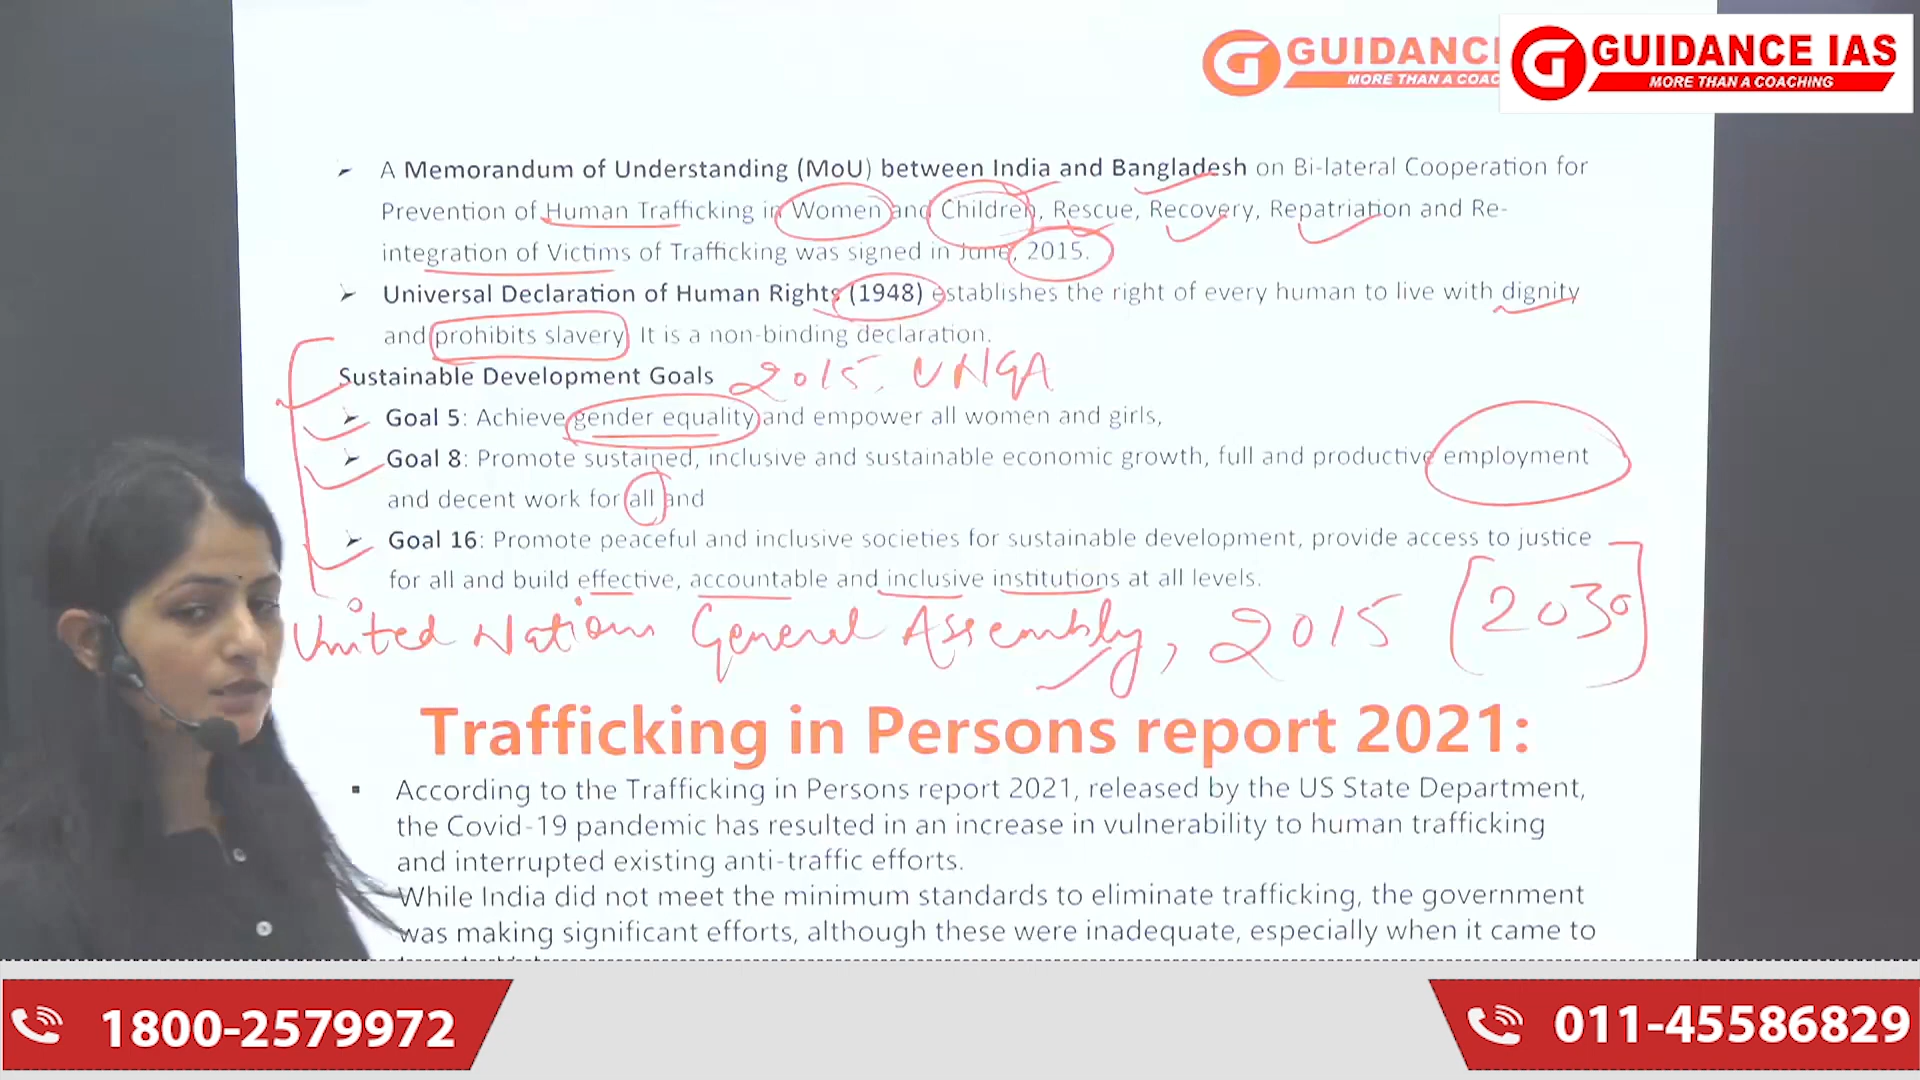 GUIDANCE
MORE THAN A COAC
GUIDANCE IAS
MORE THAN A COACHING
➢ A Memorandum of Understanding (MoU) between India and Bangladesh on Bi-lateral Cooperation for
Prevention of Human Trafficking in Women and Children, Rescue, Recovery, Repatriation and Re-
integration of Victims of Trafficking was signed in June, 2015.
➢ Universal Declaration of Human Rights (1948) establishes the right of every human to live with dignity
and prohibits slavery. It is a non-binding declaration.
Sustainable Development Goals 2015, UNGA
➢ Goal 5: Achieve gender equality and empower all women and girls,
➢ Goal 8: Promote sustained, inclusive and sustainable economic growth, full and productive employment
and decent work for all and
➢ Goal 16: Promote peaceful and inclusive societies for sustainable development, provide access to justice
for all and build effective, accountable and inclusive institutions at all levels.
United Nations General Assembly, 2015 [2030]
Trafficking in Persons report 2021:
▪ According to the Trafficking in Persons report 2021, released by the US State Department,
the Covid-19 pandemic has resulted in an increase in vulnerability to human trafficking
and interrupted existing anti-traffic efforts.
While India did not meet the minimum standards to eliminate trafficking, the government
was making significant efforts, although these were inadequate, especially when it came to
1800-2579972
011-45586829